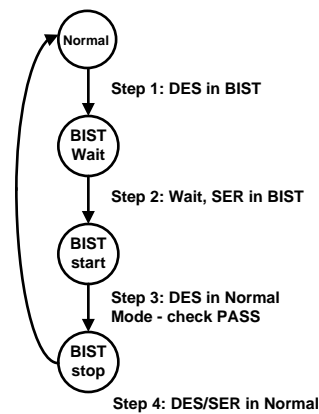 Normal
Step 1: DES in BIST
BIST
Wait
Step 2: Wait, SER in BIST
BIST
start
Step 3: DES in Normal
Mode - check PASS
BIST
stop
Step 4: DES/SER in Normal